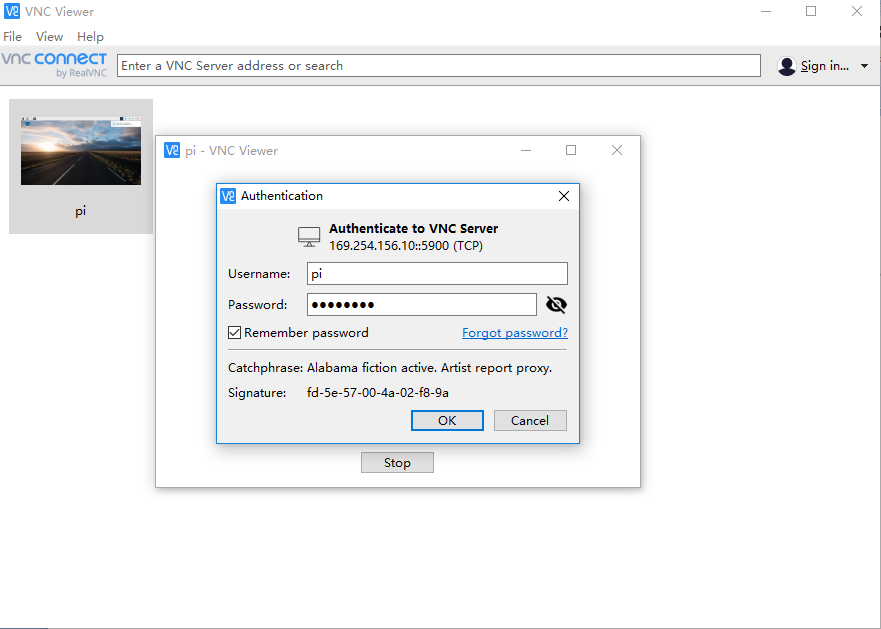 VNC Viewer
File View Help
vnc connect
by RealVNC
Enter a VNC Server address or search
Sign in...
pi
pi - VNC Viewer
Authentication
Authenticate to VNC Server
169.254.156.10::5900 (TCP)
Username: pi
Password: ●●●●●●●●
Remember password Forgot password?
Catchphrase: Alabama fiction active. Artist report proxy.
Signature: fd-5e-57-00-4a-02-f8-9a
OK Cancel
Stop